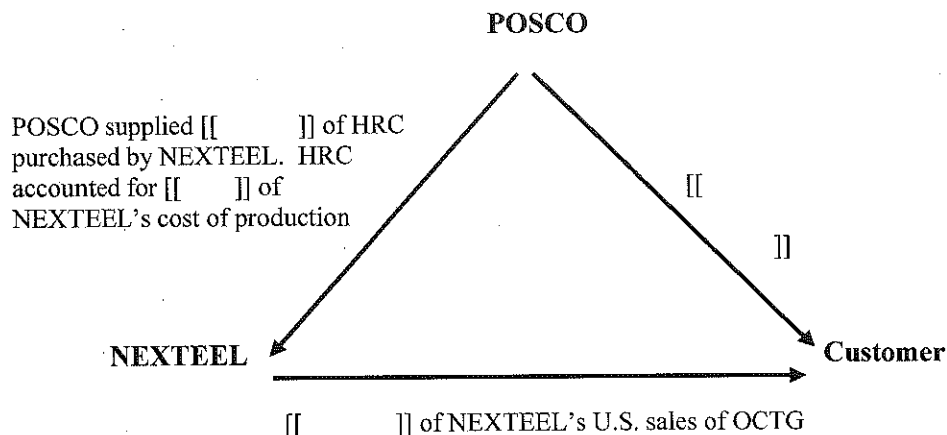 POSCO
POSCO supplied [[ ]] of HRC
purchased by NEXTEEL. HRC
accounted for [[ ]] of
NEXTEEL's cost of production
[[
]]
NEXTEEL
Customer
[[ ]] of NEXTEEL's U.S. sales of OCTG